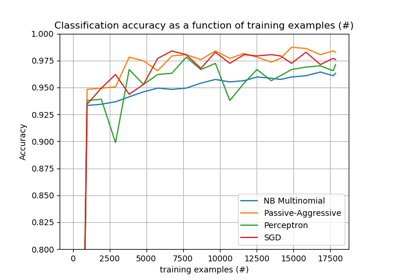 Classification accuracy as a function of training examples (#)
1.000
0.975
0.950
0.925
0.900
0.875
0.850
0.825
0.800
Accuracy
NB Multinomial
Passive-Aggressive
Perceptron
SGD
0 2500 5000 7500 10000 12500 15000 17500
training examples (#)